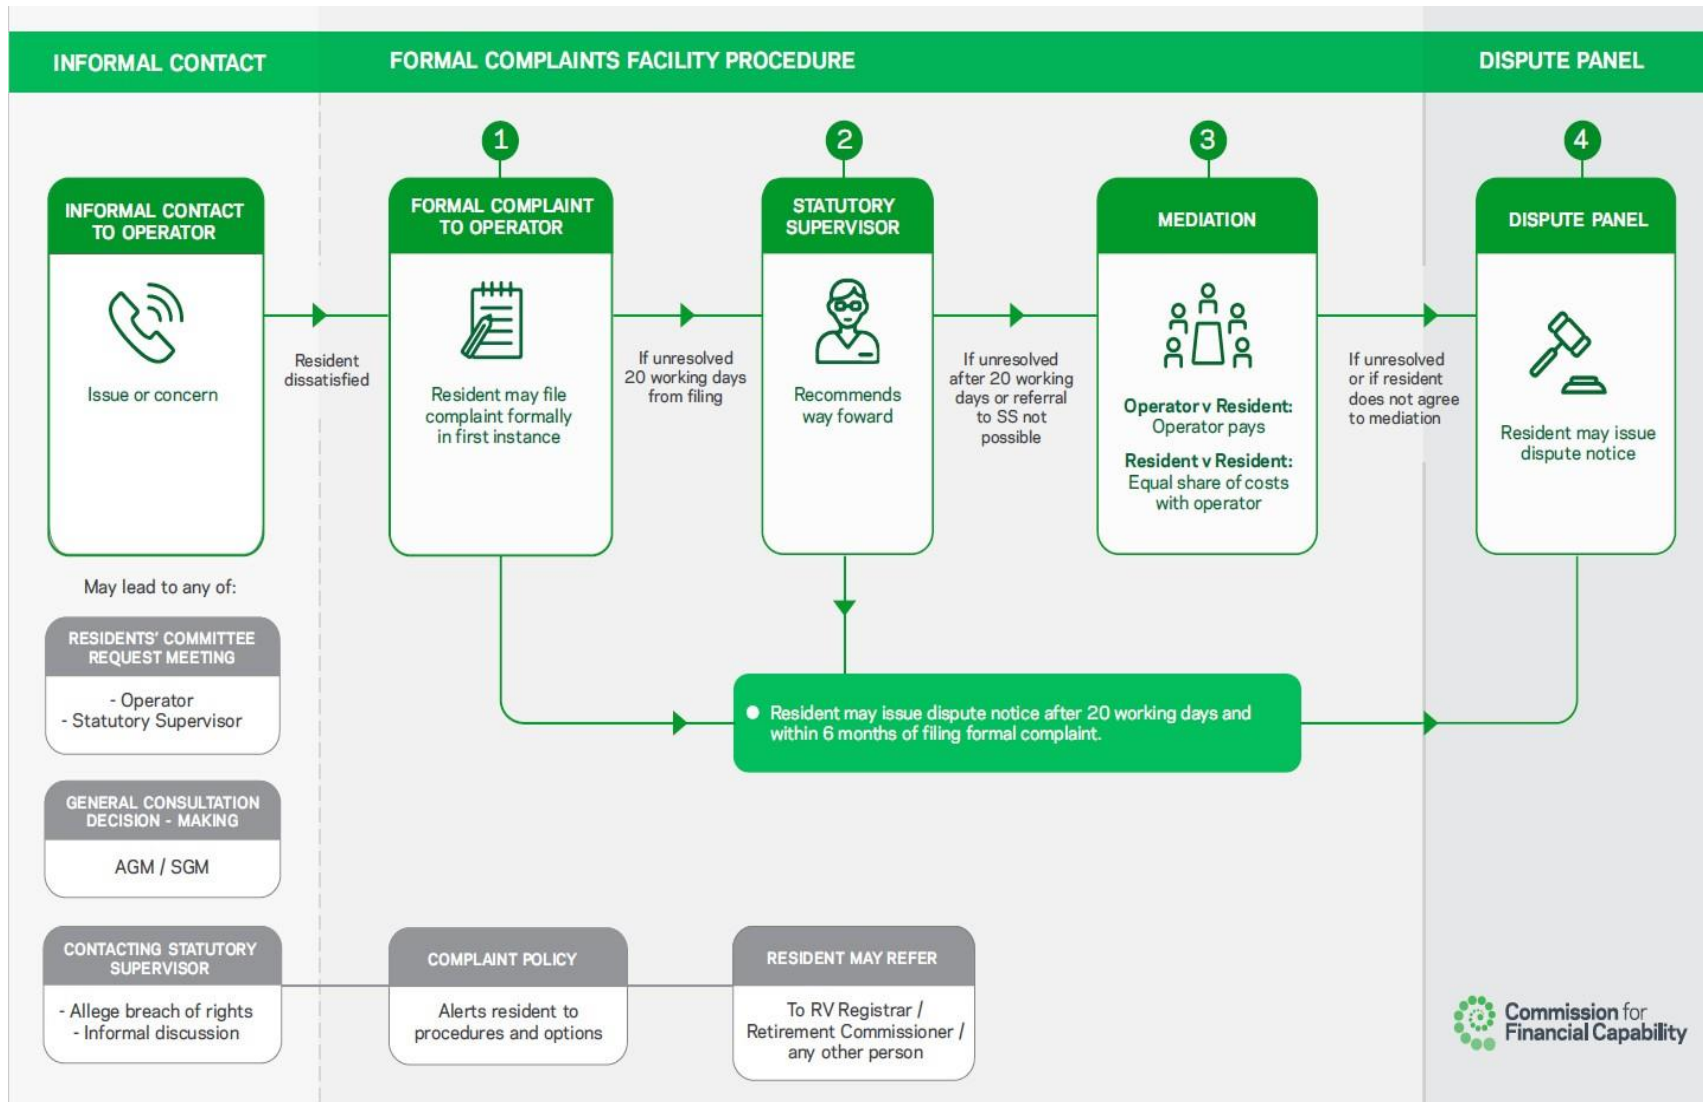 INFORMAL CONTACT
FORMAL COMPLAINTS FACILITY PROCEDURE
DISPUTE PANEL
1
2
3
4
INFORMAL CONTACT
TO OPERATOR
Issue or concern
Resident
dissatisfied
FORMAL COMPLAINT
TO OPERATOR
Resident may file
complaint formally
in first instance
If unresolved
20 working days
from filing
STATUTORY
SUPERVISOR
Recommends
way foward
If unresolved
after 20 working
days or referral
to SS not
possible
MEDIATION
Operator v Resident:
Operator pays
Resident v Resident:
Equal share of costs
with operator
If unresolved
or if resident
does not agree
to mediation
DISPUTE PANEL
Resident may issue
dispute notice
May lead to any of:
RESIDENTS' COMMITTEE
REQUEST MEETING
- Operator
- Statutory Supervisor
● Resident may issue dispute notice after 20 working days and
within 6 months of filing formal complaint.
GENERAL CONSULTATION
DECISION - MAKING
AGM / SGM
CONTACTING STATUTORY
SUPERVISOR
- Allege breach of rights
- Informal discussion
COMPLAINT POLICY
Alerts resident to
procedures and options
RESIDENT MAY REFER
To RV Registrar /
Retirement Commissioner /
any other person
Commission for
Financial Capability